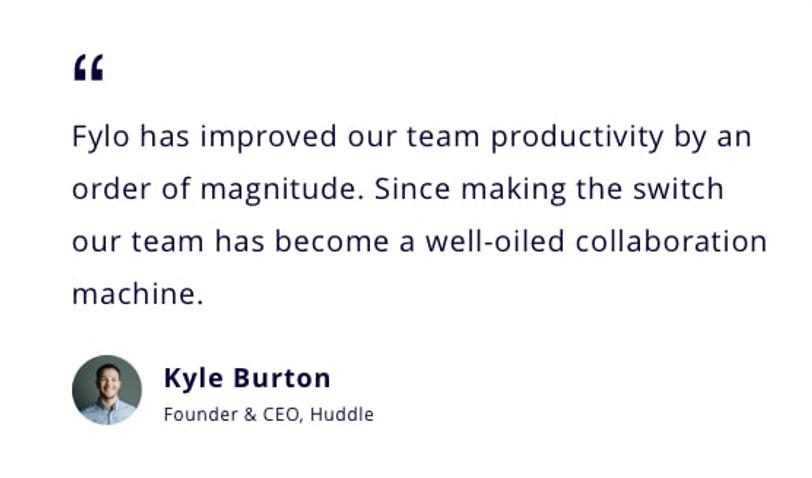 “
Fylo has improved our team productivity by an
order of magnitude. Since making the switch
our team has become a well-oiled collaboration
machine.
Kyle Burton
Founder & CEO, Huddle